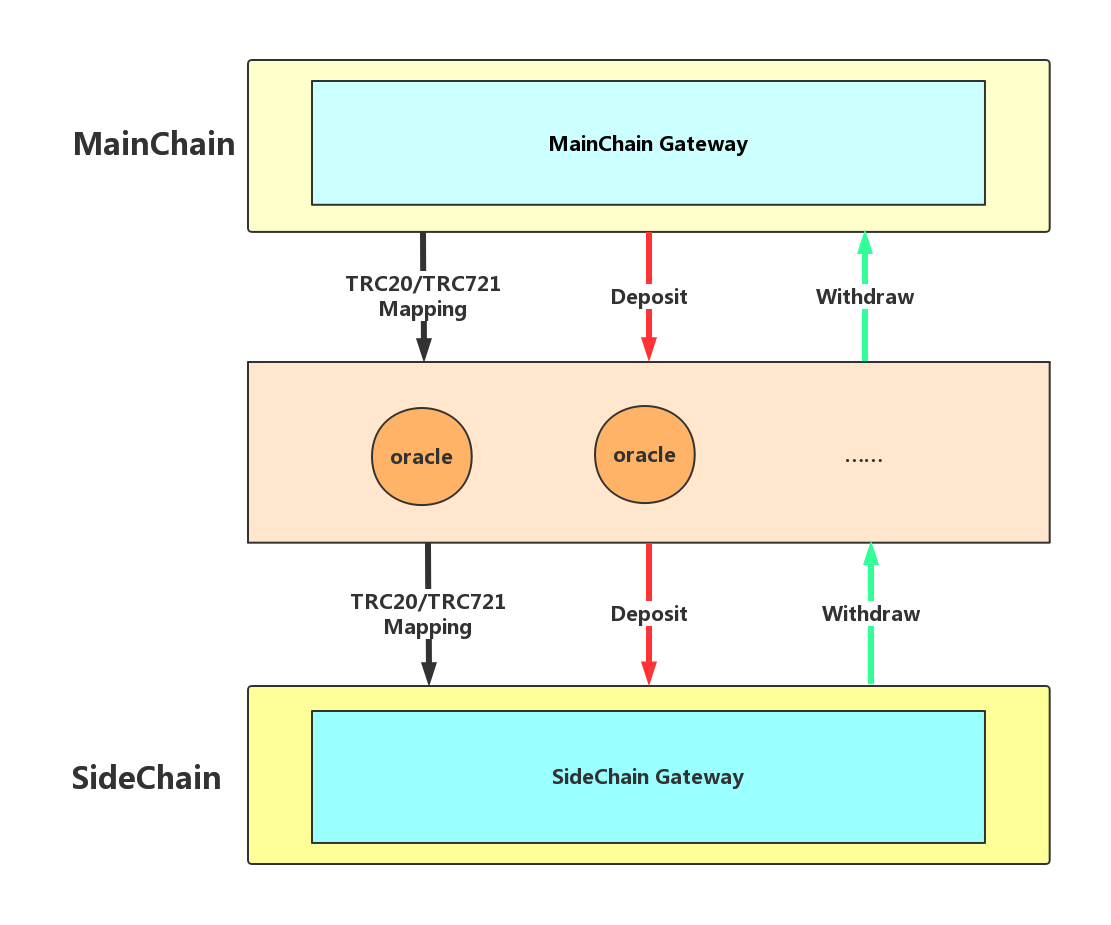 MainChain
MainChain Gateway
TRC20/TRC721
Mapping
Deposit
Withdraw
oracle
oracle
......
TRC20/TRC721
Mapping
Deposit
Withdraw
SideChain
SideChain Gateway